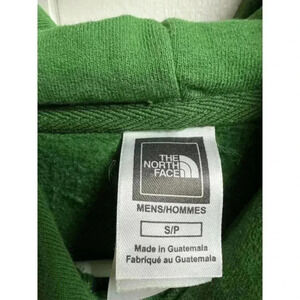 THE
NORTH
FACE
MENS/HOMMES
S/P
Made in Guatemala
Fabriqué au Guatemala